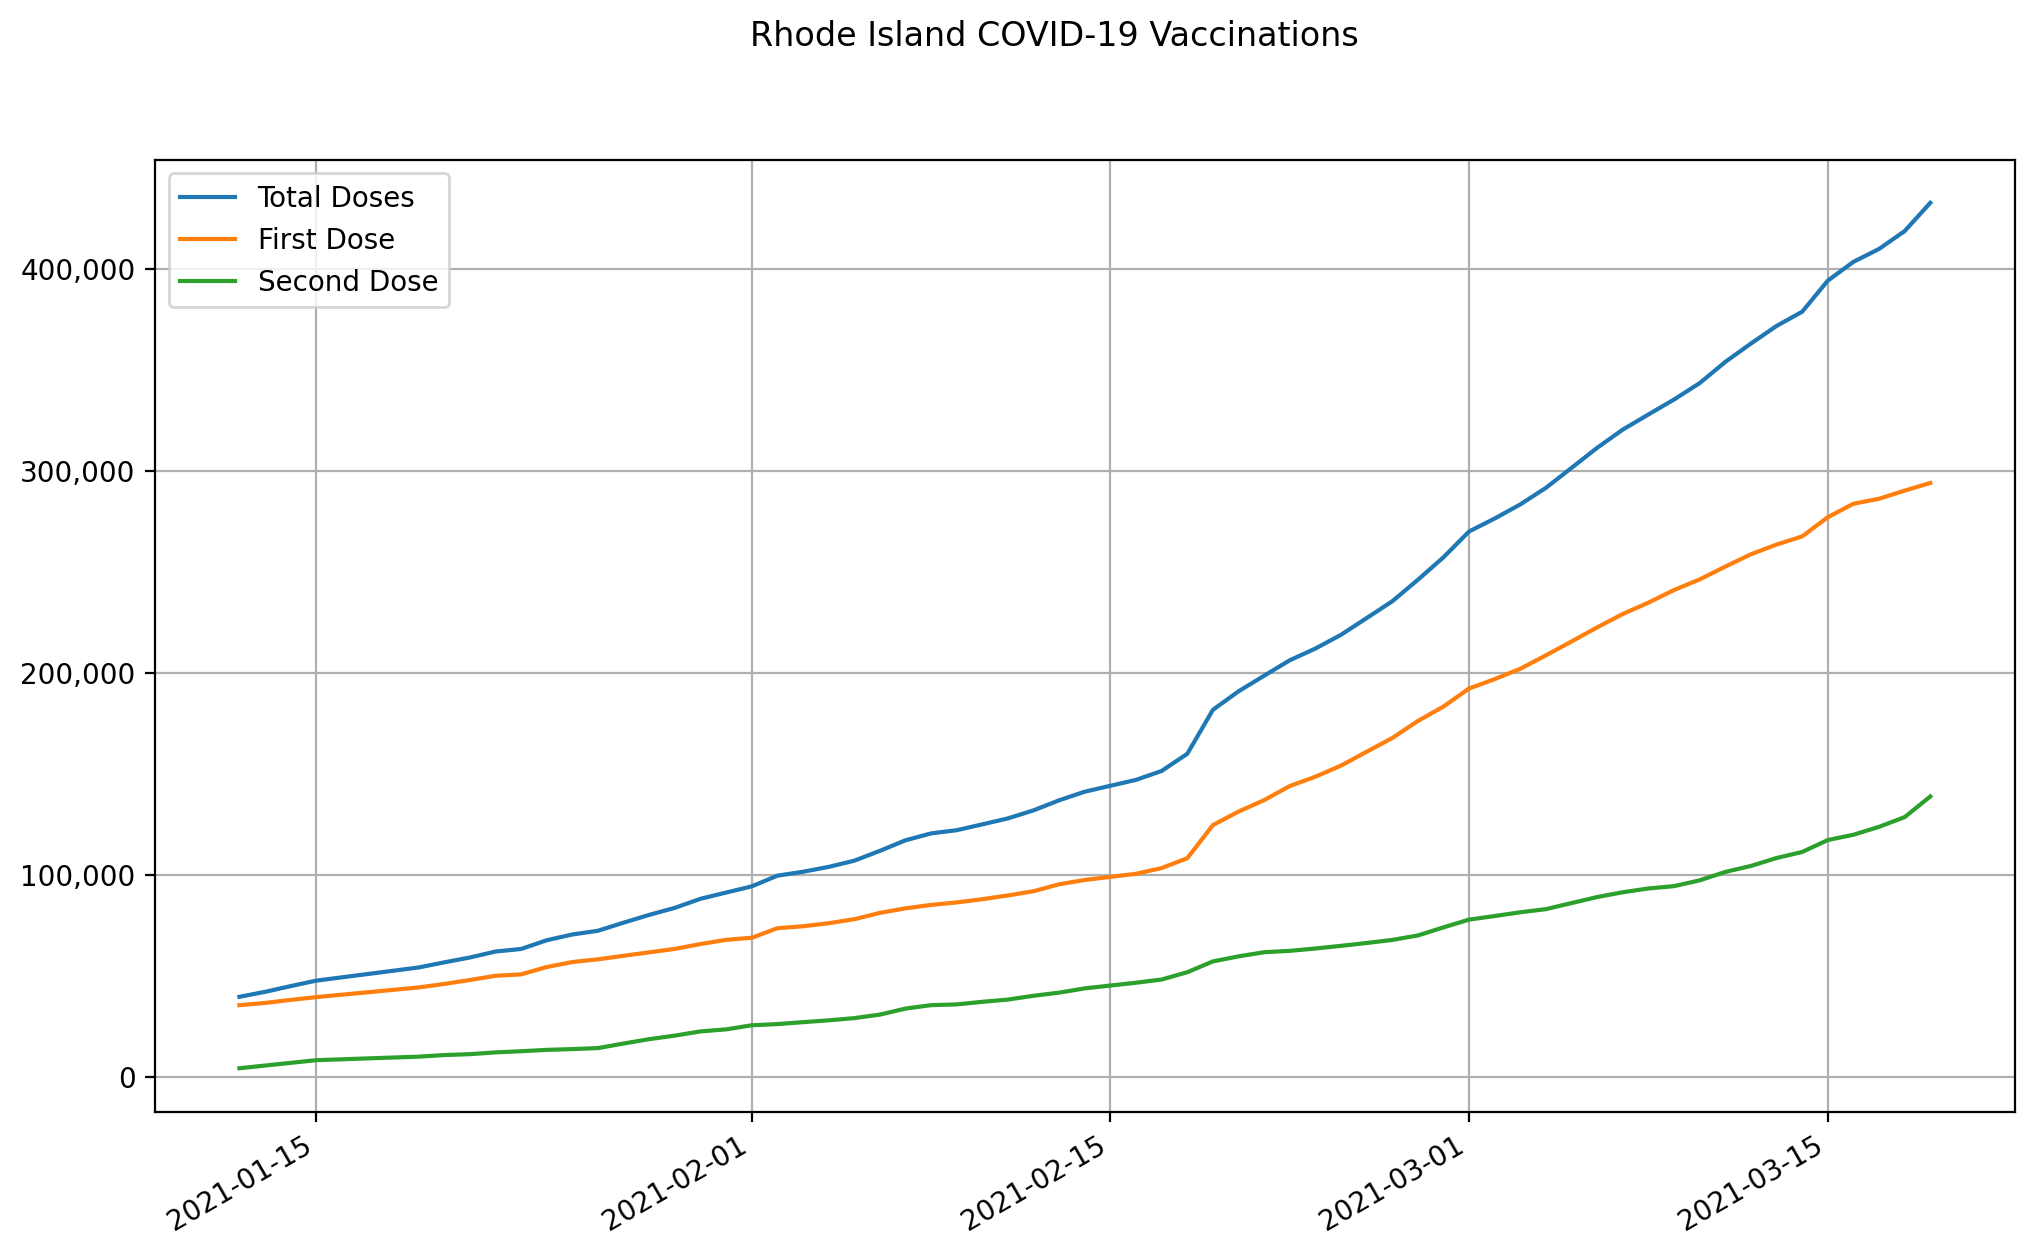 Rhode Island COVID-19 Vaccinations
Total Doses
First Dose
Second Dose
400,000
300,000
200,000
100,000
0
2021-01-15
2021-02-01
2021-02-15
2021-03-01
2021-03-15